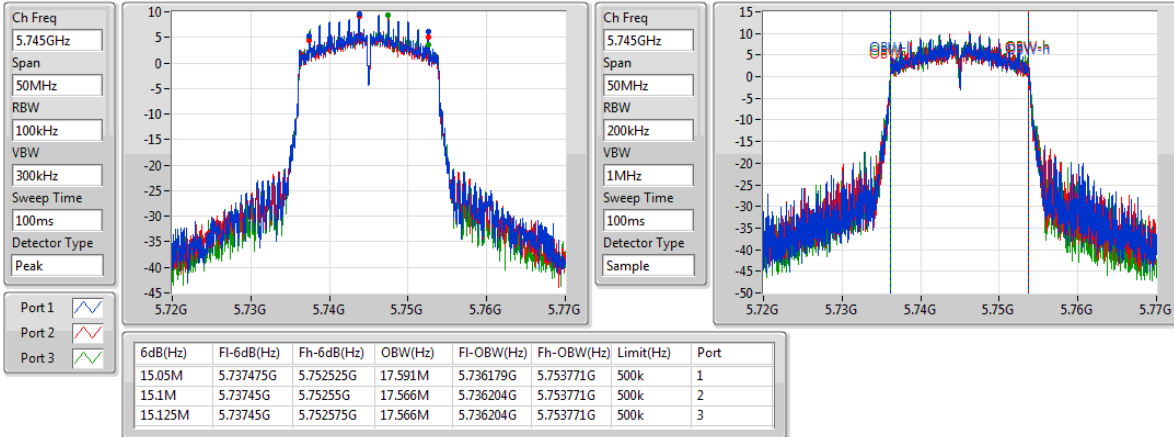 Ch Freq
5.745GHz
Span
50MHz
RBW
100kHz
VBW
300kHz
Sweep Time
100ms
Detector Type
Peak
Port 1
Port 2
Port 3
10
5
0
-5
-10
-15
-20
-25
-30
-35
-40
-45
5.72G 5.73G 5.74G 5.75G 5.76G 5.77G
Ch Freq
5.745GHz
Span
50MHz
RBW
200kHz
VBW
1MHz
Sweep Time
100ms
Detector Type
Sample
15
10
5
0
-5
-10
-15
-20
-25
-30
-35
-40
-45
-50
OBW-l OBW-h
5.72G 5.73G 5.74G 5.75G 5.76G 5.77G
6dB(Hz) Fl-6dB(Hz) Fh-6dB(Hz) OBW(Hz) Fl-OBW(Hz) Fh-OBW(Hz) Limit(Hz) Port
15.05M 5.737475G 5.752525G 17.591M 5.736179G 5.753771G 500k 1
15.1M 5.73745G 5.75255G 17.566M 5.736204G 5.753771G 500k 2
15.125M 5.73745G 5.752575G 17.566M 5.736204G 5.753771G 500k 3